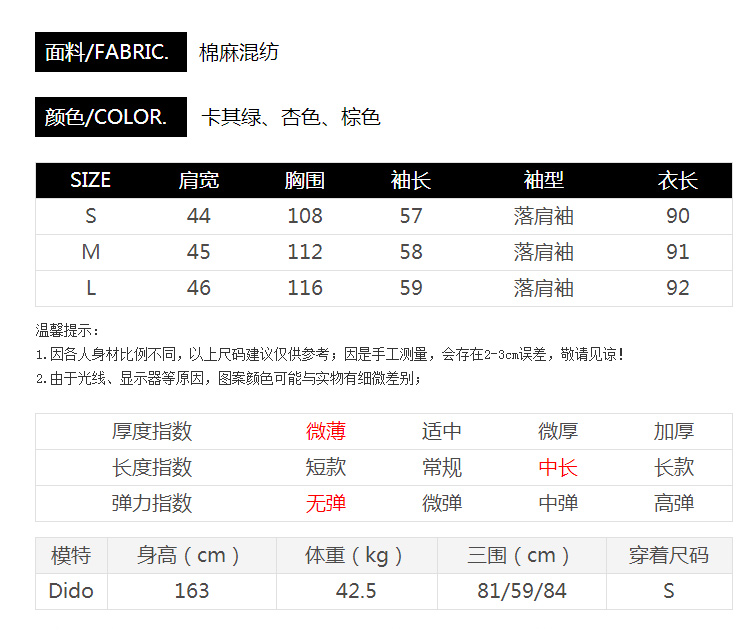 面料/FABRIC. 棉麻混纺
颜色/COLOR. 卡其绿、杏色、棕色
SIZE 肩宽 胸围 袖长 袖型 衣长
S 44 108 57 落肩袖 90
M 45 112 58 落肩袖 91
L 46 116 59 落肩袖 92
温馨提示：
1.因各人身材比例不同，以上尺码建议仅供参考；因是手工测量，会存在2-3cm误差，敬请见谅！
2.由于光线、显示器等原因，图案颜色可能与实物有细微差别；
厚度指数 微薄 适中 微厚 加厚
长度指数 短款 常规 中长 长款
弹力指数 无弹 微弹 中弹 高弹
模特 身高（cm） 体重（kg） 三围（cm） 穿着尺码
Dido 163 42.5 81/59/84 S